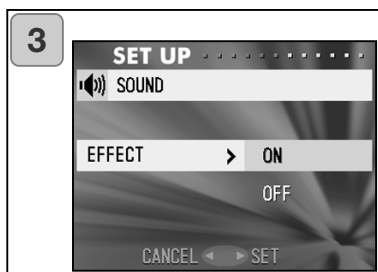 3
SET UP
SOUND
EFFECT > ON
OFF
CANCEL ◄ ► SET